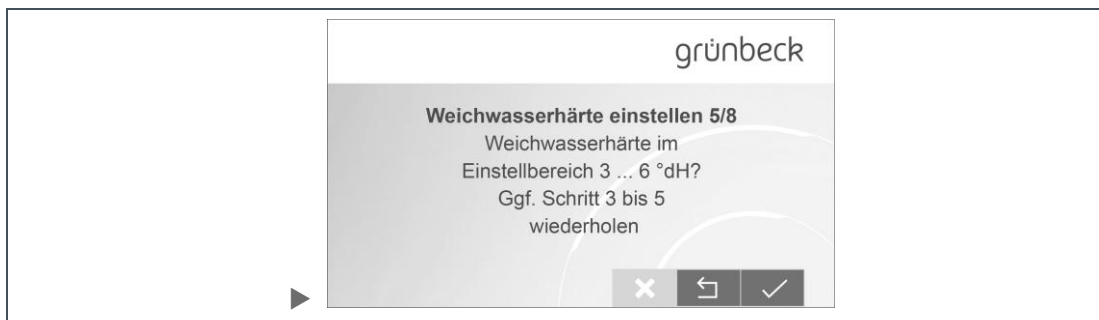 grünbeck
Weichwasserhärte einstellen 5/8
Weichwasserhärte im
Einstellbereich 3 ... 6 °dH?
Ggf. Schritt 3 bis 5
wiederholen